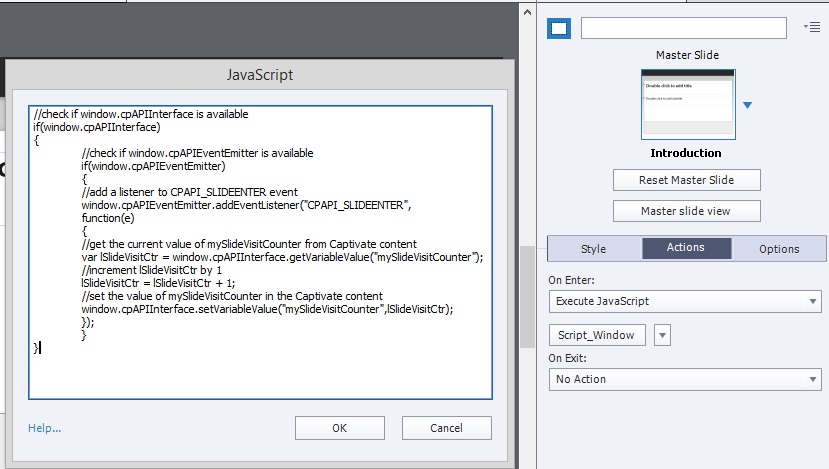 JavaScript
//check if window.cpAPIInterface is available
if(window.cpAPIInterface)
{
//check if window.cpAPIEventEmitter is available
if(window.cpAPIEventEmitter)
{
//add a listener to CPAPI_SLIDEENTER event
window.cpAPIEventEmitter.addEventListener("CPAPI_SLIDEENTER",
function(e)
{
//get the current value of mySlideVisitCounter from Captivate content
var lSlideVisitCtr = window.cpAPIInterface.getVariableValue("mySlideVisitCounter");
//increment lSlideVisitCtr by 1
lSlideVisitCtr = lSlideVisitCtr + 1;
//set the value of mySlideVisitCounter in the Captivate content
window.cpAPIInterface.setVariableValue("mySlideVisitCounter",lSlideVisitCtr);
});
}
}
Help...
OK
Cancel
Master Slide
Double click to add title
Double click to add subtitle
Introduction
Reset Master Slide
Master slide view
Style
Actions
Options
On Enter:
Execute JavaScript
Script_Window
On Exit:
No Action